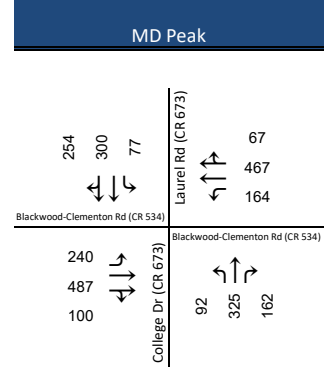 MD Peak
254
300
77
Laurel Rd (CR 673)
67
467
164
Blackwood-Clementon Rd (CR 534)
Blackwood-Clementon Rd (CR 534)
240
487
100
College Dr (CR 673)
92
325
162